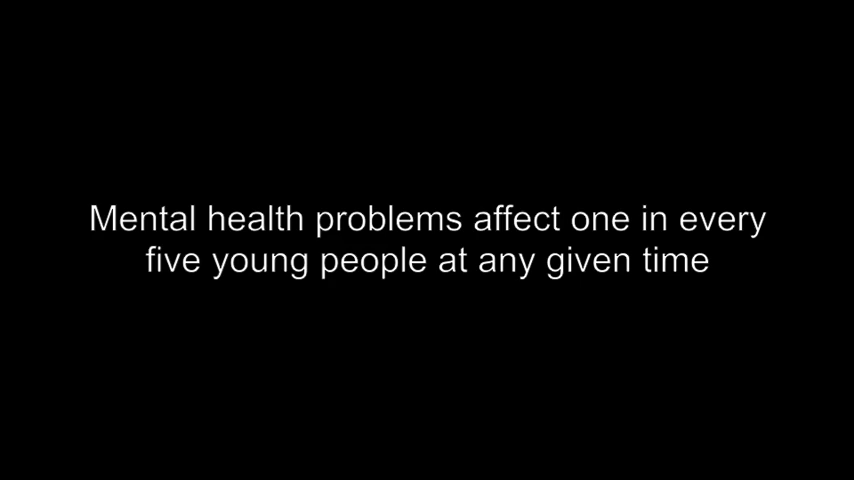 Mental health problems affect one in every
five young people at any given time